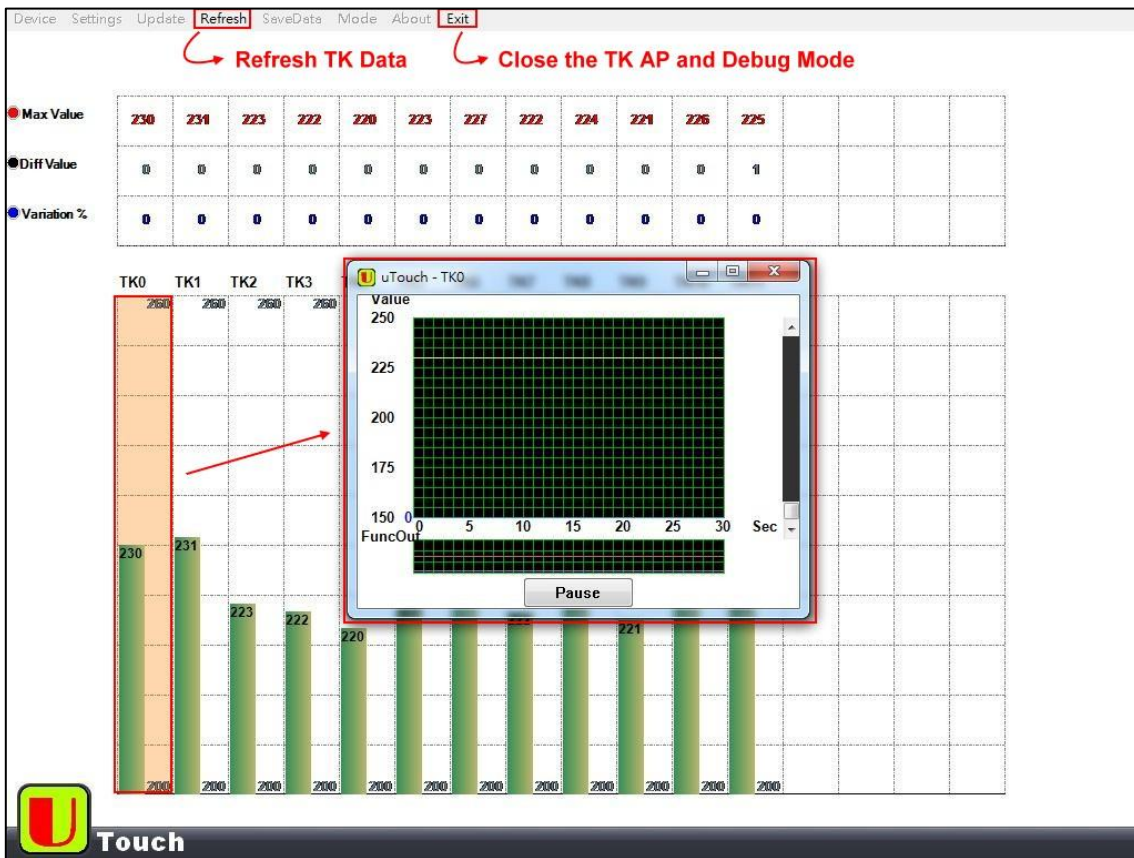 Device Settings Update Refresh SaveData Mode About Exit
Refresh TK Data
Close the TK AP and Debug Mode
Max Value 230 231 223 222 220 223 227 222 224 221 226 225
Diff Value 0 0 0 0 0 0 0 0 0 0 0 1
Variation % 0 0 0 0 0 0 0 0 0 0 0 0
TK0 TK1 TK2 TK3
260 260 260 260
uTouch - TK0
Value
250
225
200
175
150 0
0 5 10 15 20 25 30 Sec
FuncOut
Pause
230 231 223 222 220 221
200 200 200 200 200 200 200 200 200 200 200 200
U
Touch